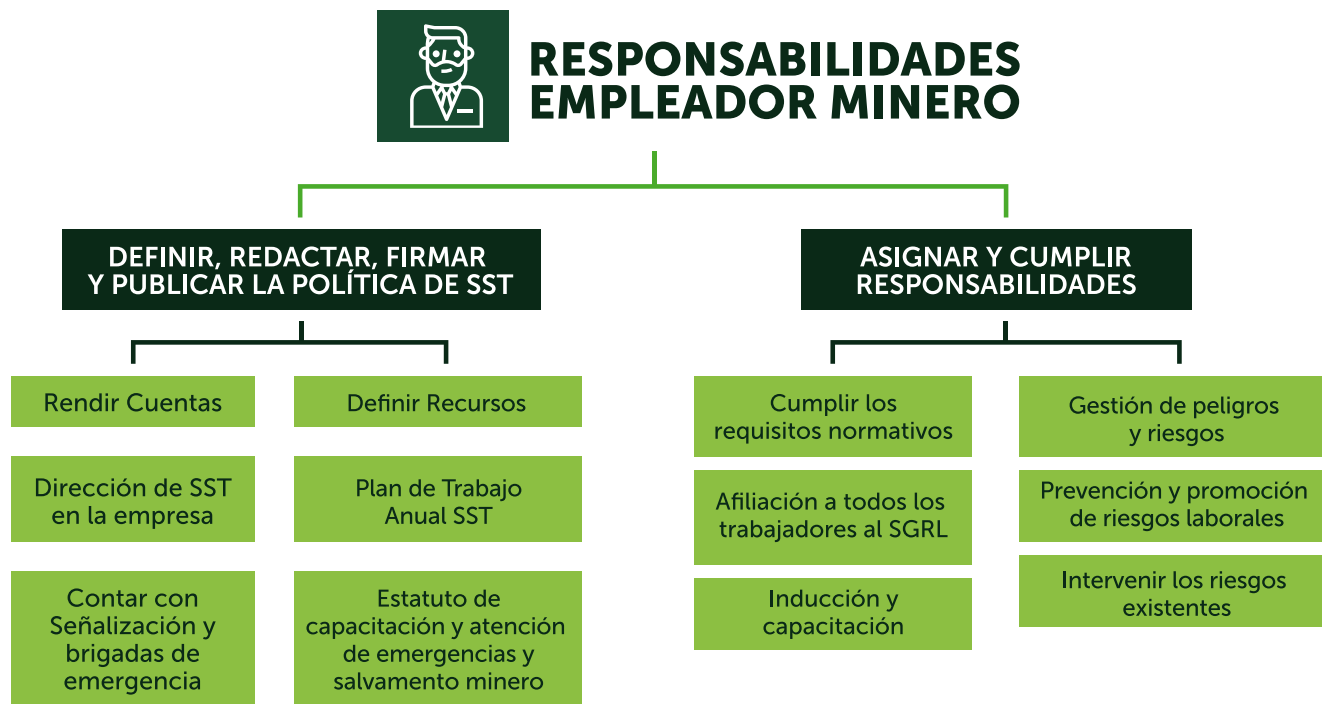 RESPONSABILIDADES
EMPLEADOR MINERO
DEFINIR, REDACTAR, FIRMAR
Y PUBLICAR LA POLÍTICA DE SST
Rendir Cuentas
Definir Recursos
Dirección de SST
en la empresa
Plan de Trabajo
Anual SST
Contar con
Señalización y
brigadas de
emergencia
Estatuto de
capacitación y atención
de emergencias y
salvamento minero
ASIGNAR Y CUMPLIR
RESPONSABILIDADES
Cumplir los
requisitos normativos
Gestión de peligros
y riesgos
Afiliación a todos los
trabajadores al SGRL
Prevención y promoción
de riesgos laborales
Inducción y
capacitación
Intervenir los riesgos
existentes